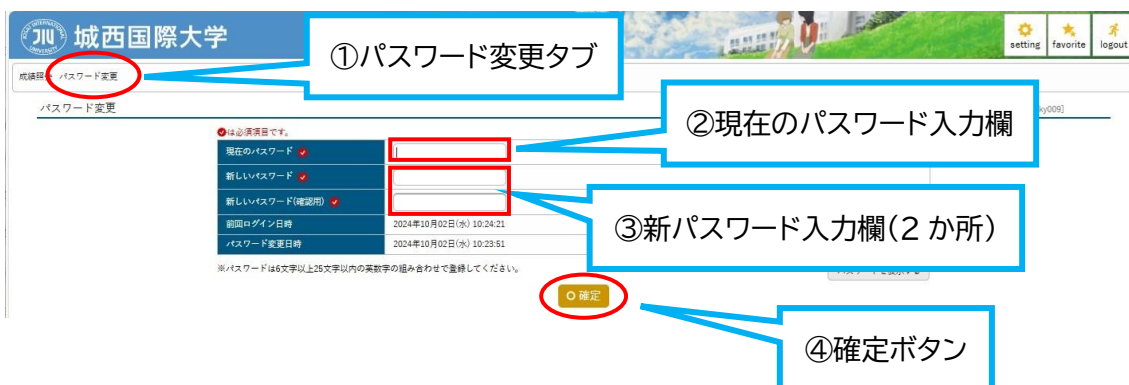 JOSAI INTERNATIONAL UNIVERSITY
JIU 城西国際大学
setting favorite logout
①パスワード変更タブ
成績照 パスワード変更
パスワード変更
ky009]
②現在のパスワード入力欄
は必須項目です。
現在のパスワード
新しいパスワード
新しいパスワード(確認用)
③新パスワード入力欄(2 か所)
前回ログイン日時 2024年10月02日(水) 10:24:21
パスワード変更日時 2024年10月02日(水) 10:23:51
※パスワードは6文字以上25文字以内の英数字の組み合わせで登録してください。
確定
④確定ボタン